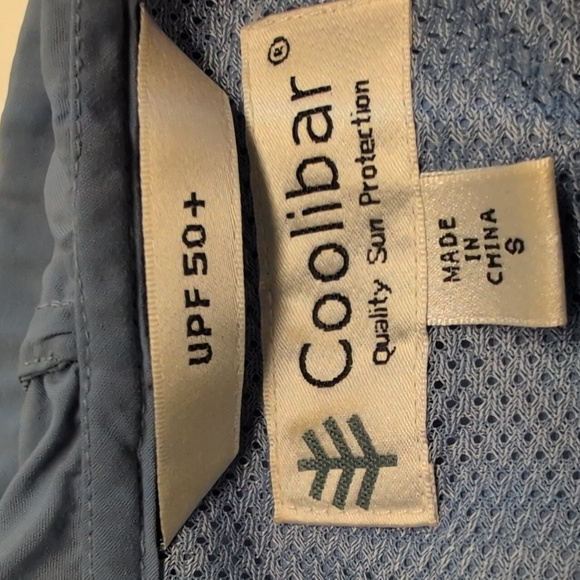 UPF 50+
Coolibar®
Quality Sun Protection
MADE
IN
CHINA
S